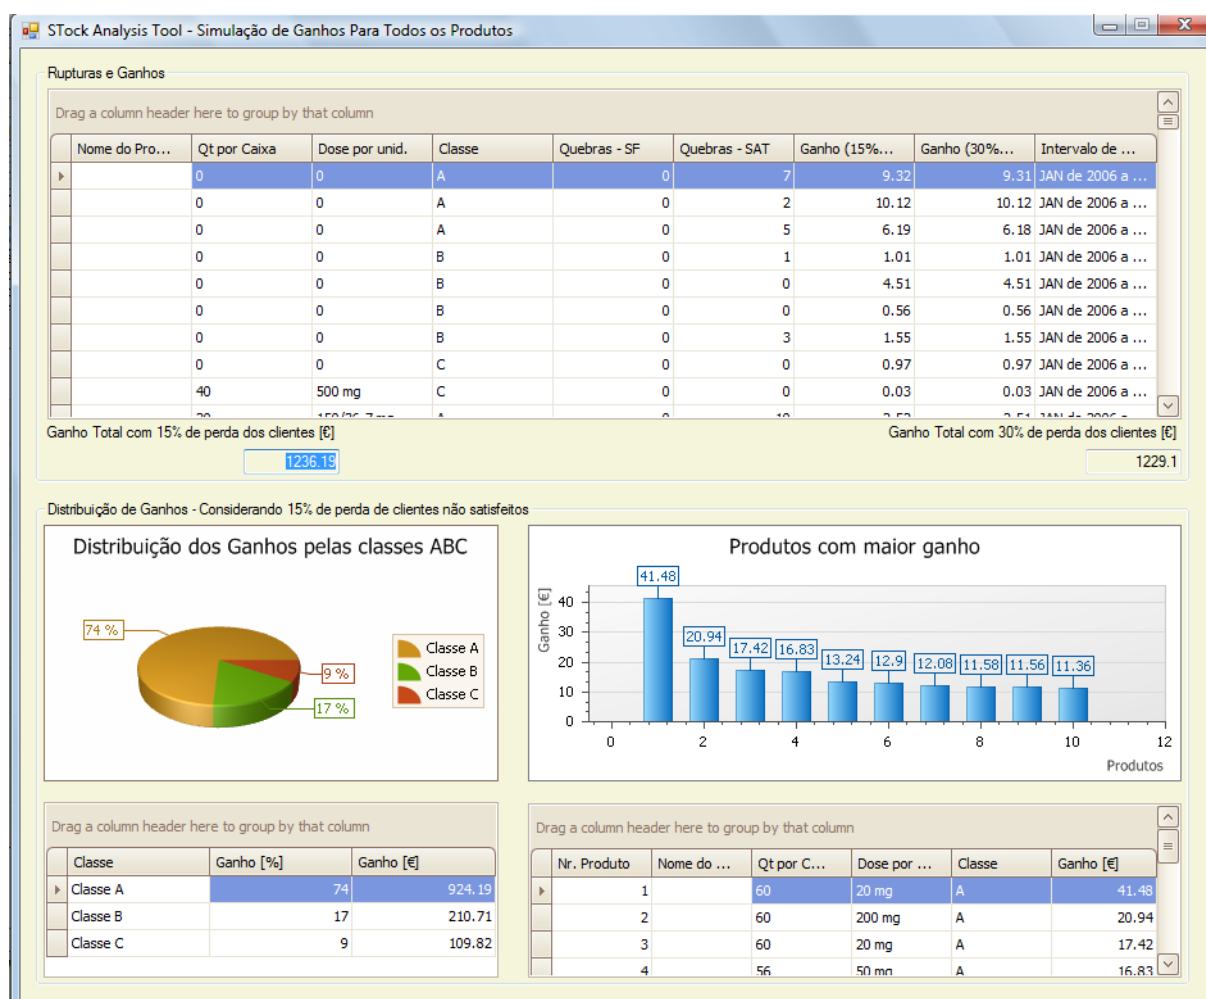 STock Analysis Tool - Simulação de Ganhos Para Todos os Produtos
Rupturas e Ganhos
Drag a column header here to group by that column
Nome do Pro... Qt por Caixa Dose por unid. Classe Quebras - SF Quebras - SAT Ganho (15%... Ganho (30%... Intervalo de ...
0 0 A 0 7 9.32 9.31 JAN de 2006 a ...
0 0 A 0 2 10.12 10.12 JAN de 2006 a ...
0 0 A 0 5 6.19 6.18 JAN de 2006 a ...
0 0 B 0 1 1.01 1.01 JAN de 2006 a ...
0 0 B 0 0 4.51 4.51 JAN de 2006 a ...
0 0 B 0 0 0.56 0.56 JAN de 2006 a ...
0 0 B 0 3 1.55 1.55 JAN de 2006 a ...
0 0 C 0 0 0.97 0.97 JAN de 2006 a ...
40 500 mg C 0 0 0.03 0.03 JAN de 2006 a ...
Ganho Total com 15% de perda dos clientes [€] Ganho Total com 30% de perda dos clientes [€]
1236.19 1229.1
Distribuição de Ganhos - Considerando 15% de perda de clientes não satisfeitos
Distribuição dos Ganhos pelas classes ABC
74 %
9 %
17 %
Classe A
Classe B
Classe C
Produtos com maior ganho
Ganho [€]
40
30
20
10
0
41.48 20.94 17.42 16.83 13.24 12.9 12.08 11.58 11.56 11.36
0 2 4 6 8 10 12
Produtos
Drag a column header here to group by that column
Classe Ganho [%] Ganho [€]
Classe A 74 924.19
Classe B 17 210.71
Classe C 9 109.82
Drag a column header here to group by that column
Nr. Produto Nome do ... Qt por C... Dose por ... Classe Ganho [€]
1 60 20 mg A 41.48
2 60 200 mg A 20.94
3 60 20 mg A 17.42
4 56 50 mg A 16.83